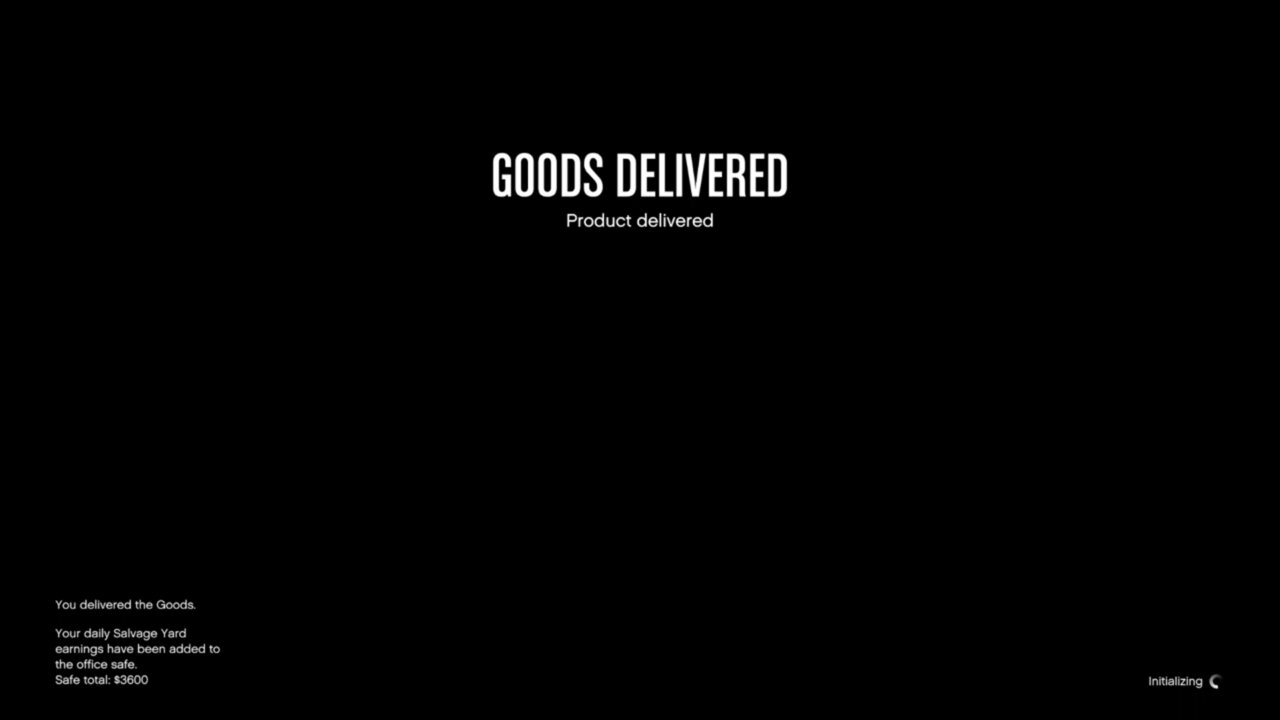 GOODS DELIVERED
Product delivered
You delivered the Goods.
Your daily Salvage Yard
earnings have been added to
the office safe.
Safe total: $3600
Initializing